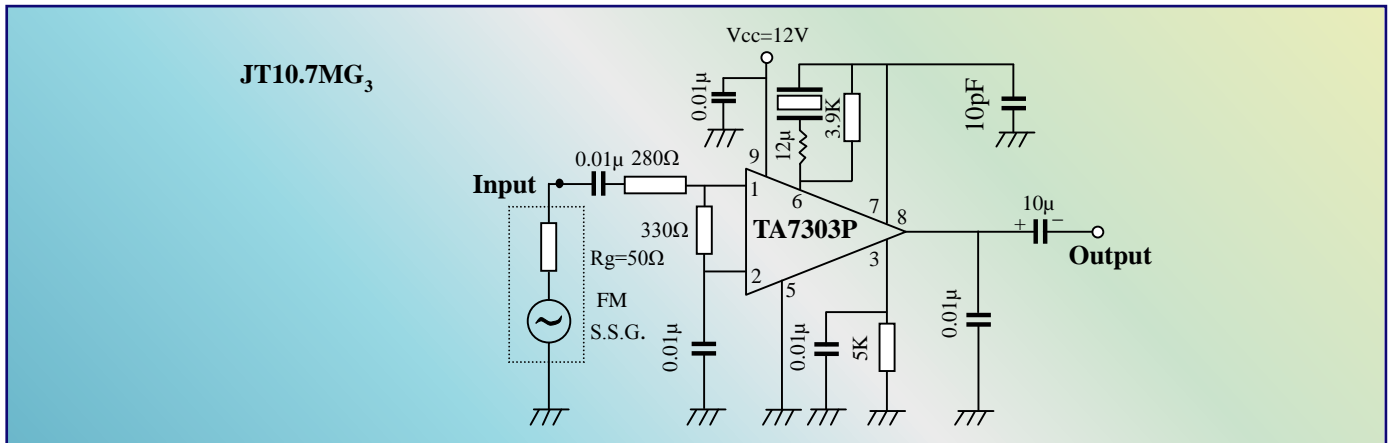 Vcc=12V
JT10.7MG3
0.01μ
12μ
3.9K
10pF
0.01μ 280Ω
9
Input
1
6
7
8
10μ
+ −
330Ω
TA7303P
Rg=50Ω
Output
2
5
3
FM
S.S.G.
0.01μ
0.01μ
5K
0.01μ